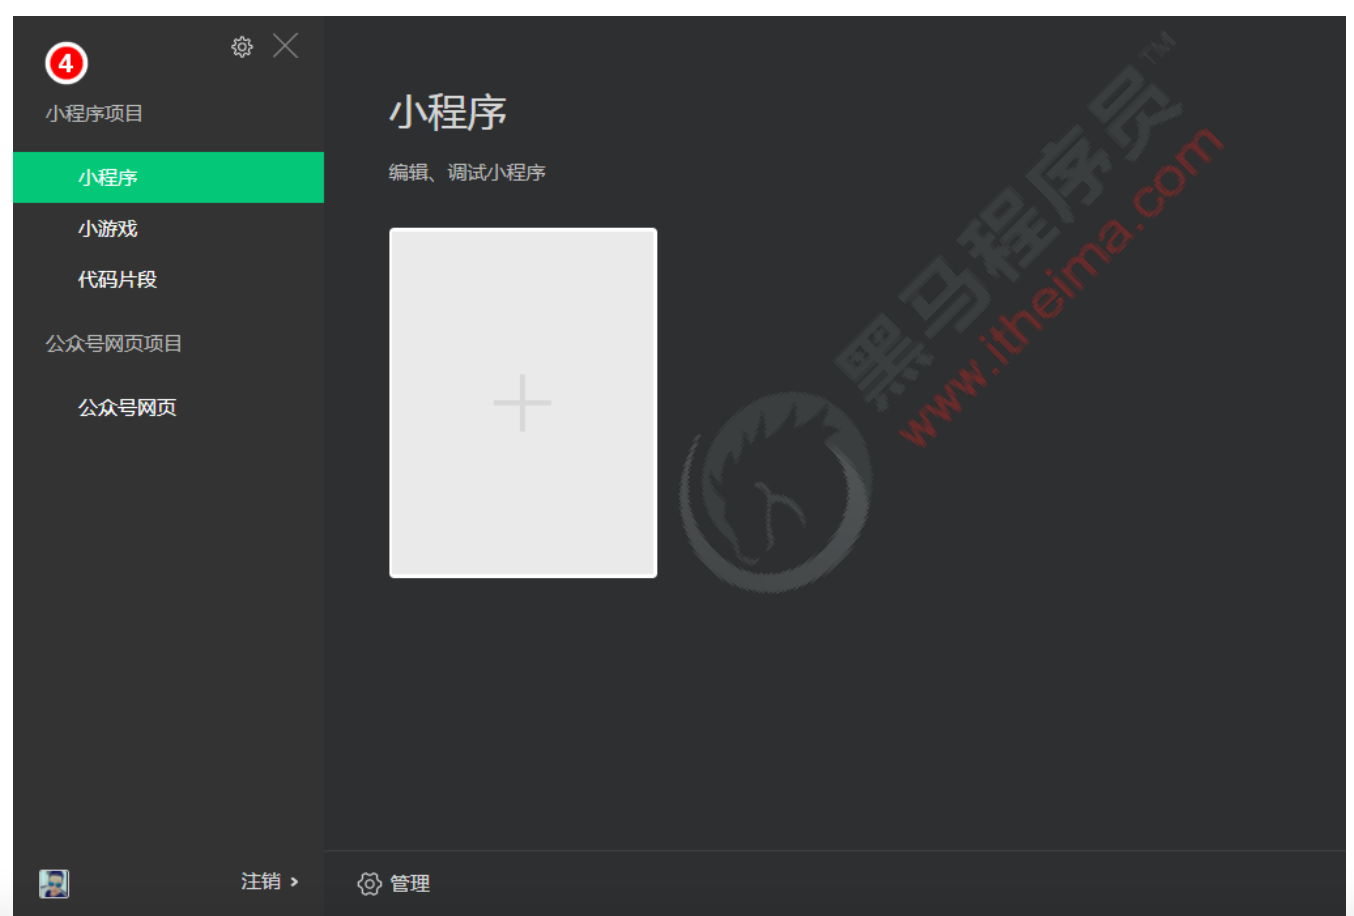 4
小程序项目
小程序
小游戏
代码片段
公众号网页项目
公众号网页
注销
小程序
编辑、调试小程序
管理
黑马程序员™
www.itheima.com